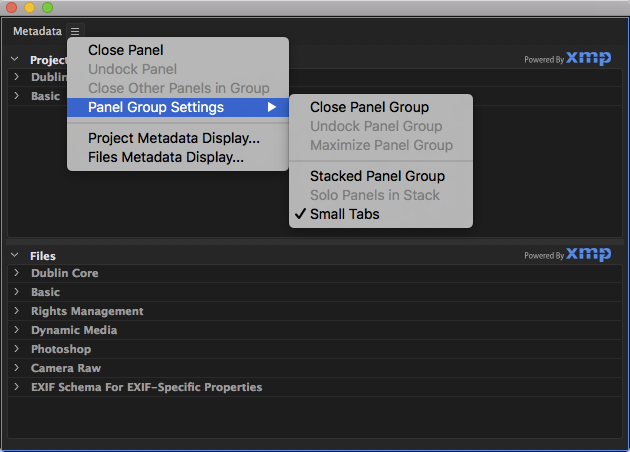 Metadata
Close Panel
Undock Panel
Close Other Panels in Group
Panel Group Settings
Project Metadata Display...
Files Metadata Display...
Close Panel Group
Undock Panel Group
Maximize Panel Group
Stacked Panel Group
Solo Panels in Stack
Small Tabs
Project
Powered By xmp
Dublin
Basic
Files
Powered By xmp
Dublin Core
Basic
Rights Management
Dynamic Media
Photoshop
Camera Raw
EXIF Schema For EXIF-Specific Properties